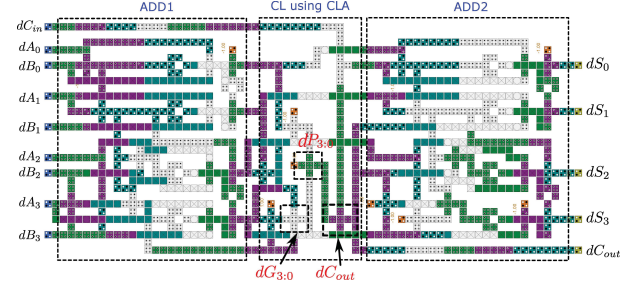 ADD1
CL using CLA
ADD2
dC_in
dA_0
dB_0
dA_1
dB_1
dA_2
dB_2
dA_3
dB_3
dP_3:0
dG_3:0
dC_out
dS_0
dS_1
dS_2
dS_3
dC_out